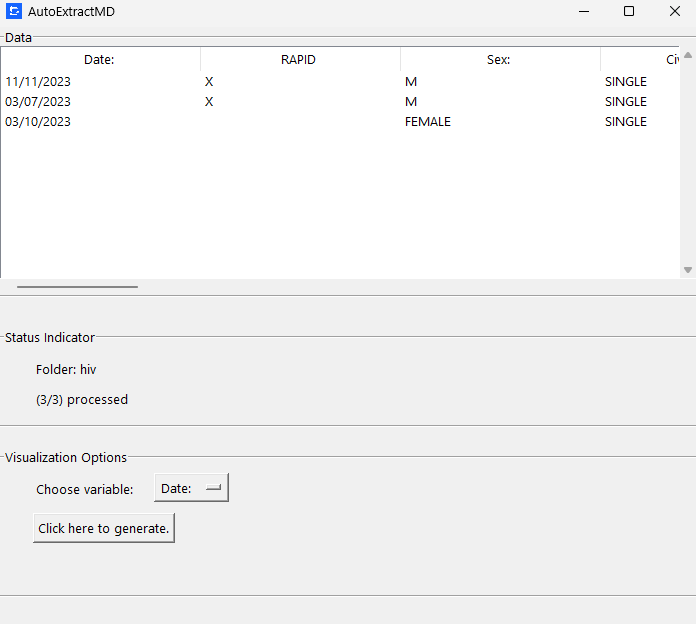 AutoExtractMD
Data
Date: RAPID Sex:
11/11/2023 X M SINGLE
03/07/2023 X M SINGLE
03/10/2023 FEMALE SINGLE
Status Indicator
Folder: hiv
(3/3) processed
Visualization Options
Choose variable: Date:
Click here to generate.